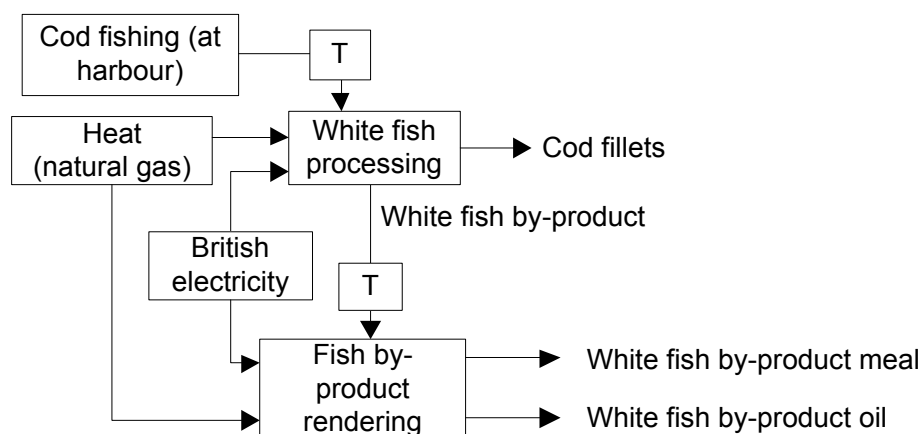 Cod fishing (at
harbour)
T
Heat
(natural gas)
White fish
processing
Cod fillets
White fish by-product
British
electricity
T
Fish by-
product
rendering
White fish by-product meal
White fish by-product oil